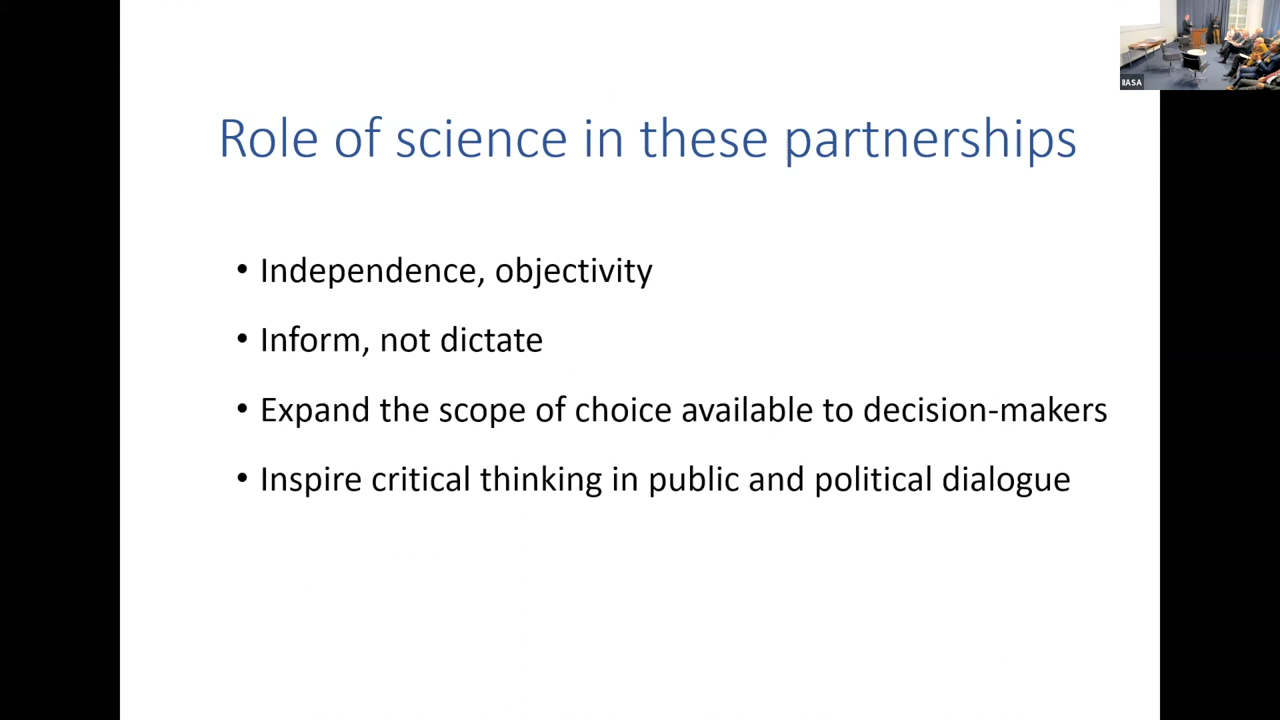 IIASA
Role of science in these partnerships
• Independence, objectivity
• Inform, not dictate
• Expand the scope of choice available to decision-makers
• Inspire critical thinking in public and political dialogue